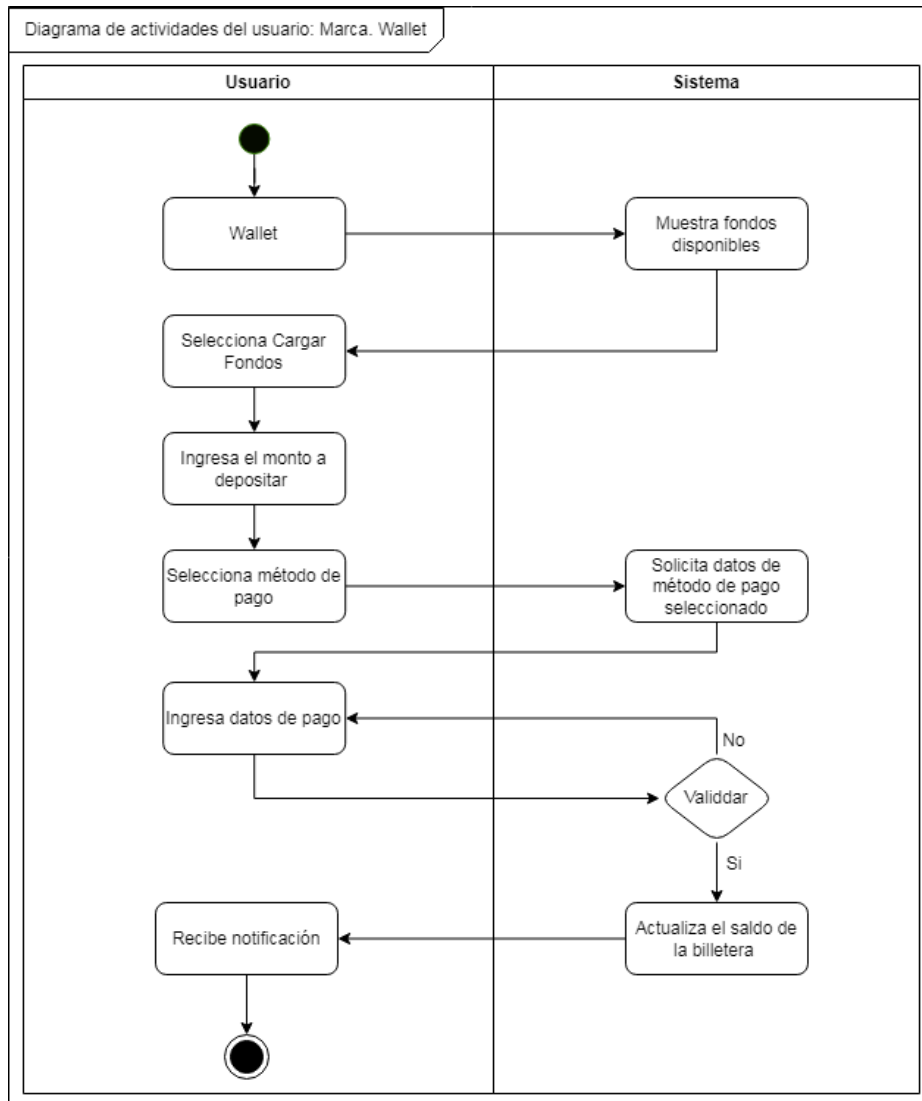 Diagrama de actividades del usuario: Marca. Wallet
Usuario
Sistema
Wallet
Muestra fondos
disponibles
Selecciona Cargar
Fondos
Ingresa el monto a
depositar
Selecciona método de
pago
Solicita datos de
método de pago
seleccionado
Ingresa datos de pago
No
Validdar
Si
Recibe notificación
Actualiza el saldo de
la billetera